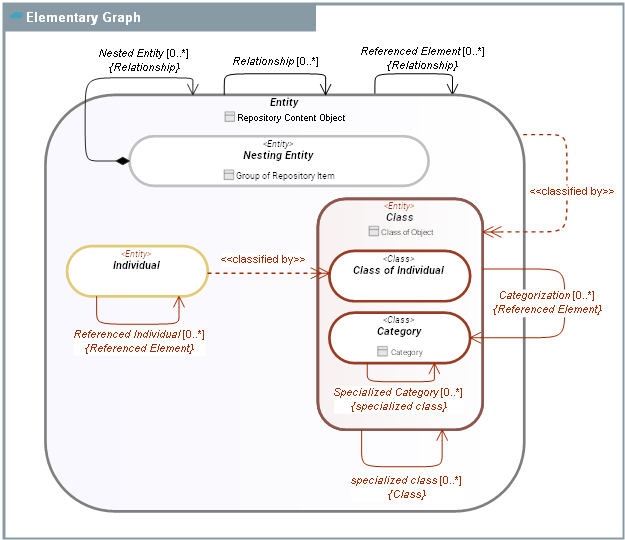 Elementary Graph
Nested Entity [0..*]
{Relationship}
Relationship [0..*]
Referenced Element [0..*]
{Relationship}
Entity
Repository Content Object
<Entity>
Nesting Entity
Group of Repository Item
<<classified by>>
<Entity>
Class
Class of Object
<Entity>
Individual
<<classified by>>
<Class>
Class of Individual
Categorization [0..*]
{Referenced Element}
<Class>
Category
Category
Referenced Individual [0..*]
{Referenced Element}
Specialized Category [0..*]
{specialized class}
specialized class [0..*]
{Class}